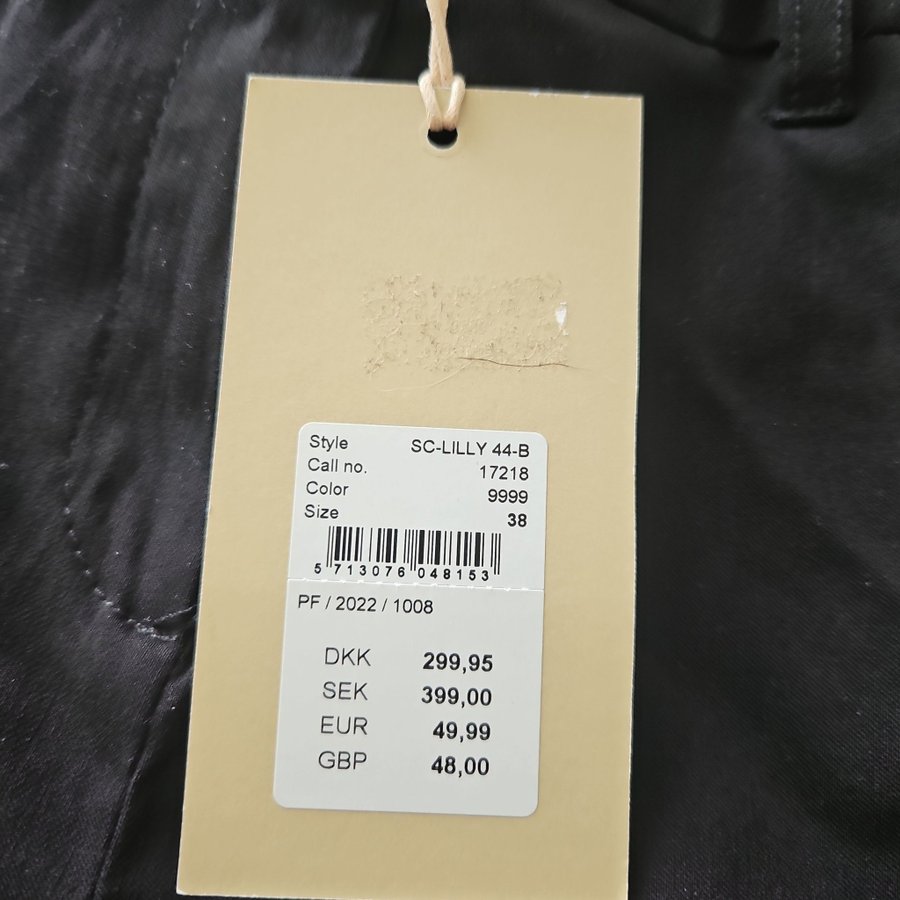 Style SC-LILLY 44-B
Call no. 17218
Color 9999
Size 38
5 713076 048153
PF / 2022 / 1008
DKK 299,95
SEK 399,00
EUR 49,99
GBP 48,00